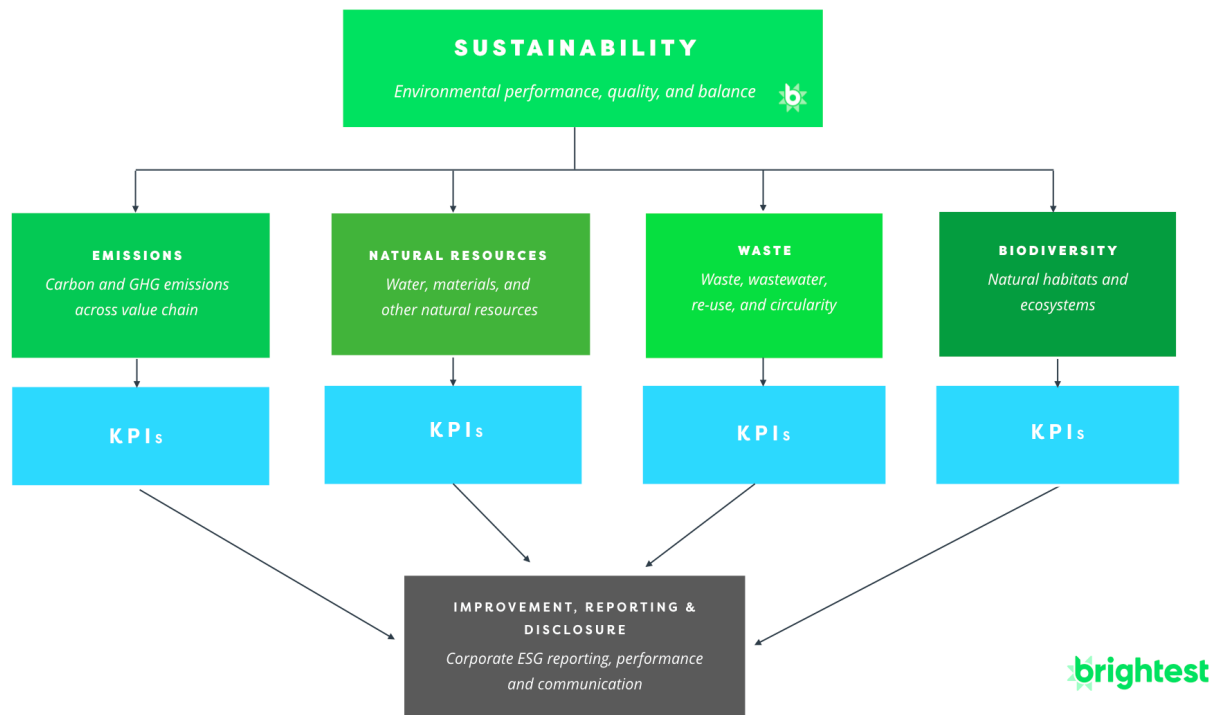 SUSTAINABILITY
Environmental performance, quality, and balance
b
EMISSIONS
Carbon and GHG emissions
across value chain
NATURAL RESOURCES
Water, materials, and
other natural resources
WASTE
Waste, wastewater,
re-use, and circularity
BIODIVERSITY
Natural habitats and
ecosystems
KPIs
KPIs
KPIs
KPIs
IMPROVEMENT, REPORTING &
DISCLOSURE
Corporate ESG reporting, performance
and communication
brightest